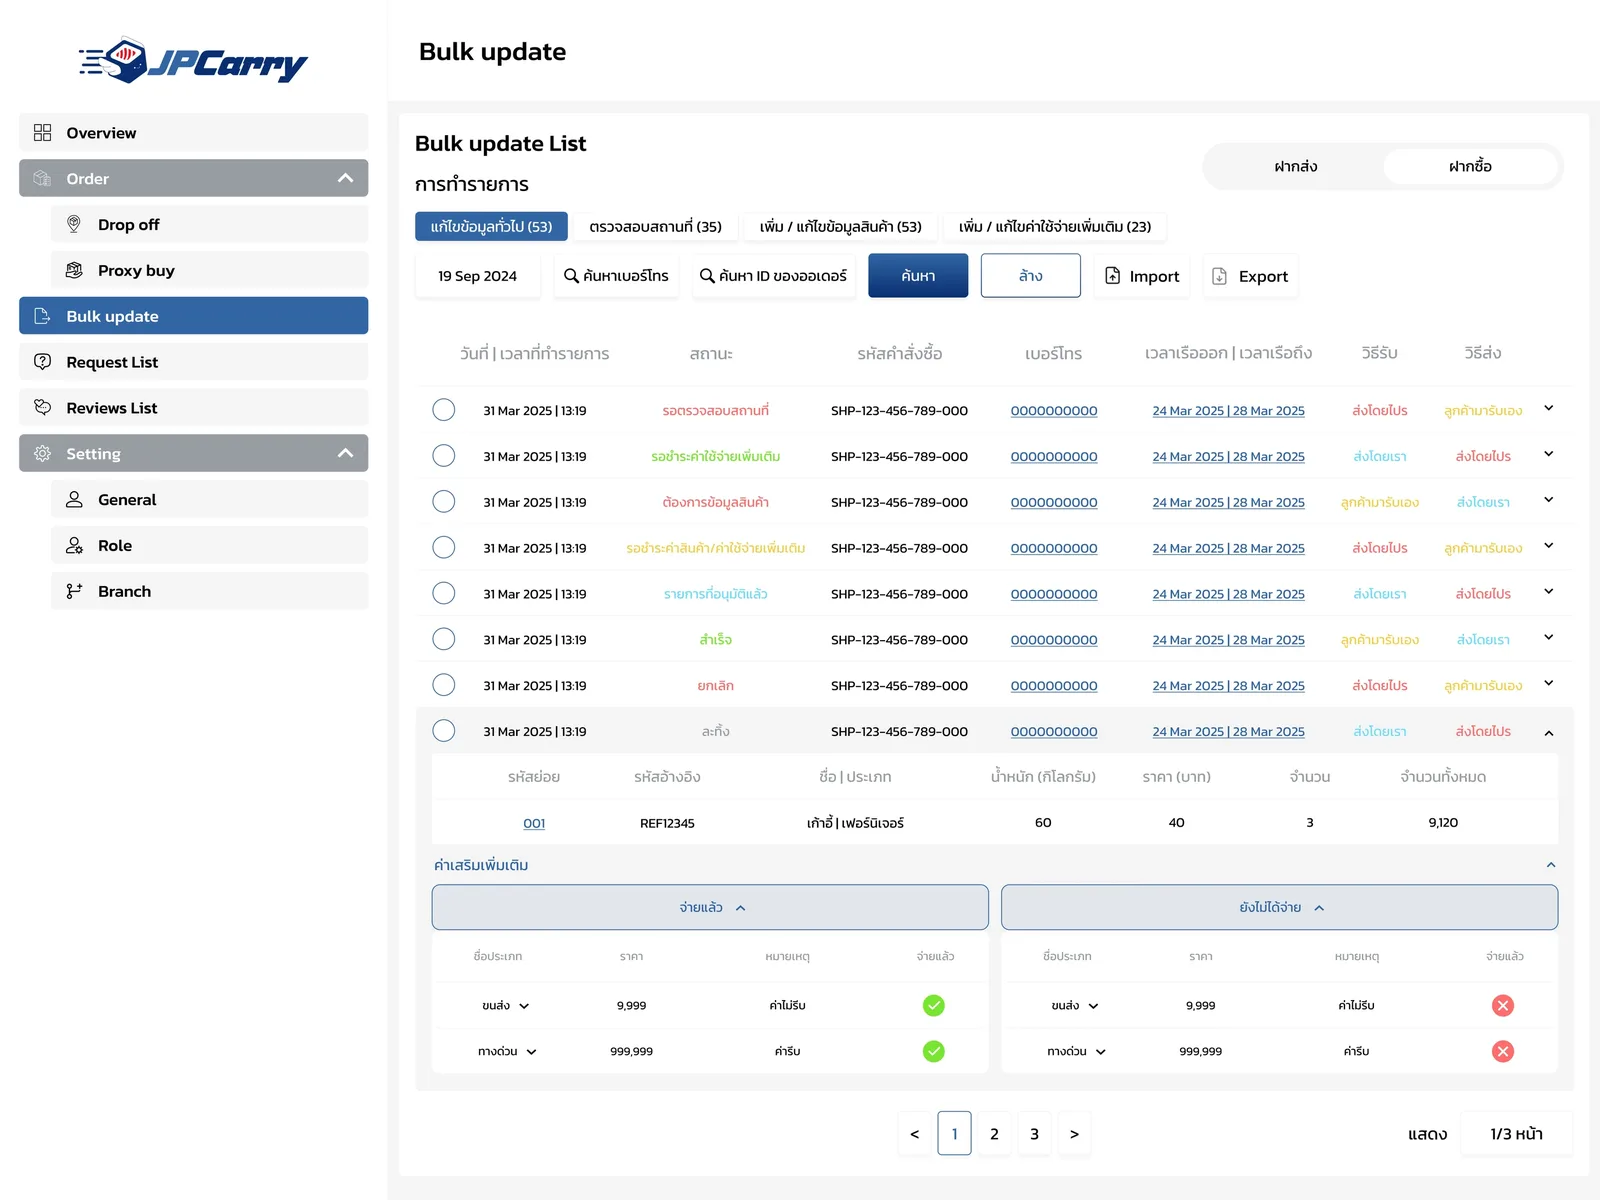 JPCarry
Overview
Order
Drop off
Proxy buy
Bulk update
Request List
Reviews List
Setting
General
Role
Branch
Bulk update
Bulk update List
การทำรายการ
ฝากส่ง ฝากซื้อ
แก้ไขข้อมูลทั่วไป (53) ตรวจสอบสถานที่ (35) เพิ่ม / แก้ไขข้อมูลสินค้า (53) เพิ่ม / แก้ไขค่าใช้จ่ายเพิ่มเติม (23)
19 Sep 2024 ค้นหาเบอร์โทร ค้นหา ID ของออเดอร์ ค้นหา ล้าง Import Export
วันที่ | เวลาที่ทำรายการ สถานะ รหัสคำสั่งซื้อ เบอร์โทร เวลาเรือออก | เวลาเรือถึง วิธีรับ วิธีส่ง
31 Mar 2025 | 13:19 รอตรวจสอบสถานที่ SHP-123-456-789-000 0000000000 24 Mar 2025 | 28 Mar 2025 ส่งโดยไปร ลูกค้ามารับเอง
31 Mar 2025 | 13:19 รอชำระค่าใช้จ่ายเพิ่มเติม SHP-123-456-789-000 0000000000 24 Mar 2025 | 28 Mar 2025 ส่งโดยเรา ส่งโดยไปร
31 Mar 2025 | 13:19 ต้องการข้อมูลสินค้า SHP-123-456-789-000 0000000000 24 Mar 2025 | 28 Mar 2025 ลูกค้ามารับเอง ส่งโดยเรา
31 Mar 2025 | 13:19 รอชำระค่าสินค้า/ค่าใช้จ่ายเพิ่มเติม SHP-123-456-789-000 0000000000 24 Mar 2025 | 28 Mar 2025 ส่งโดยไปร ลูกค้ามารับเอง
31 Mar 2025 | 13:19 รายการที่อนุมัติแล้ว SHP-123-456-789-000 0000000000 24 Mar 2025 | 28 Mar 2025 ส่งโดยเรา ส่งโดยไปร
31 Mar 2025 | 13:19 สำเร็จ SHP-123-456-789-000 0000000000 24 Mar 2025 | 28 Mar 2025 ลูกค้ามารับเอง ส่งโดยเรา
31 Mar 2025 | 13:19 ยกเลิก SHP-123-456-789-000 0000000000 24 Mar 2025 | 28 Mar 2025 ส่งโดยไปร ลูกค้ามารับเอง
31 Mar 2025 | 13:19 ละทิ้ง SHP-123-456-789-000 0000000000 24 Mar 2025 | 28 Mar 2025 ส่งโดยเรา ส่งโดยไปร
รหัสย่อย รหัสอ้างอิง ชื่อ | ประเภท น้ำหนัก (กิโลกรัม) ราคา (บาท) จำนวน จำนวนทั้งหมด
001 REF12345 เก้าอี้ | เฟอร์นิเจอร์ 60 40 3 9,120
ค่าเสริมเพิ่มเติม
จ่ายแล้ว ยังไม่ได้จ่าย
ชื่อประเภท ราคา หมายเหตุ จ่ายแล้ว ชื่อประเภท ราคา หมายเหตุ จ่ายแล้ว
ขนส่ง 9,999 ค่าไม่รีบ ขนส่ง 9,999 ค่าไม่รีบ
ทางด่วน 999,999 ค่ารีบ ทางด่วน 999,999 ค่ารีบ
< 1 2 3 > แสดง 1/3 หน้า